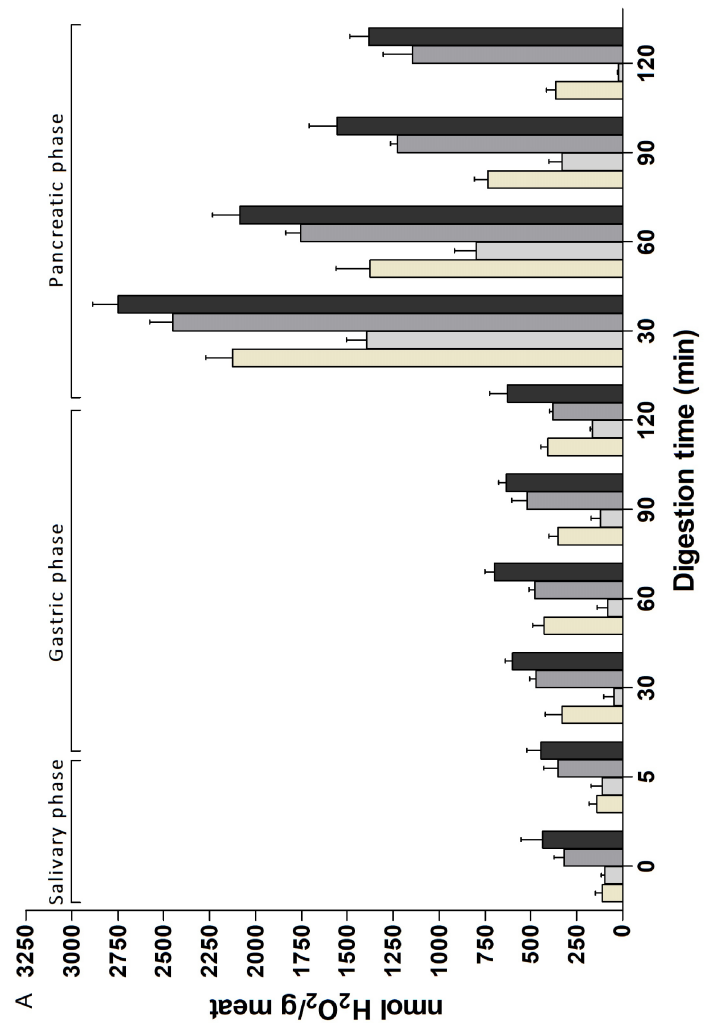 A
Salivary phase
Gastric phase
Pancreatic phase
3250
3000
2750
2500
2250
2000
1750
1500
1250
1000
750
500
250
0
nmol H₂O₂/g meat
0 5 30 60 90 120 30 60 90 120
Digestion time (min)